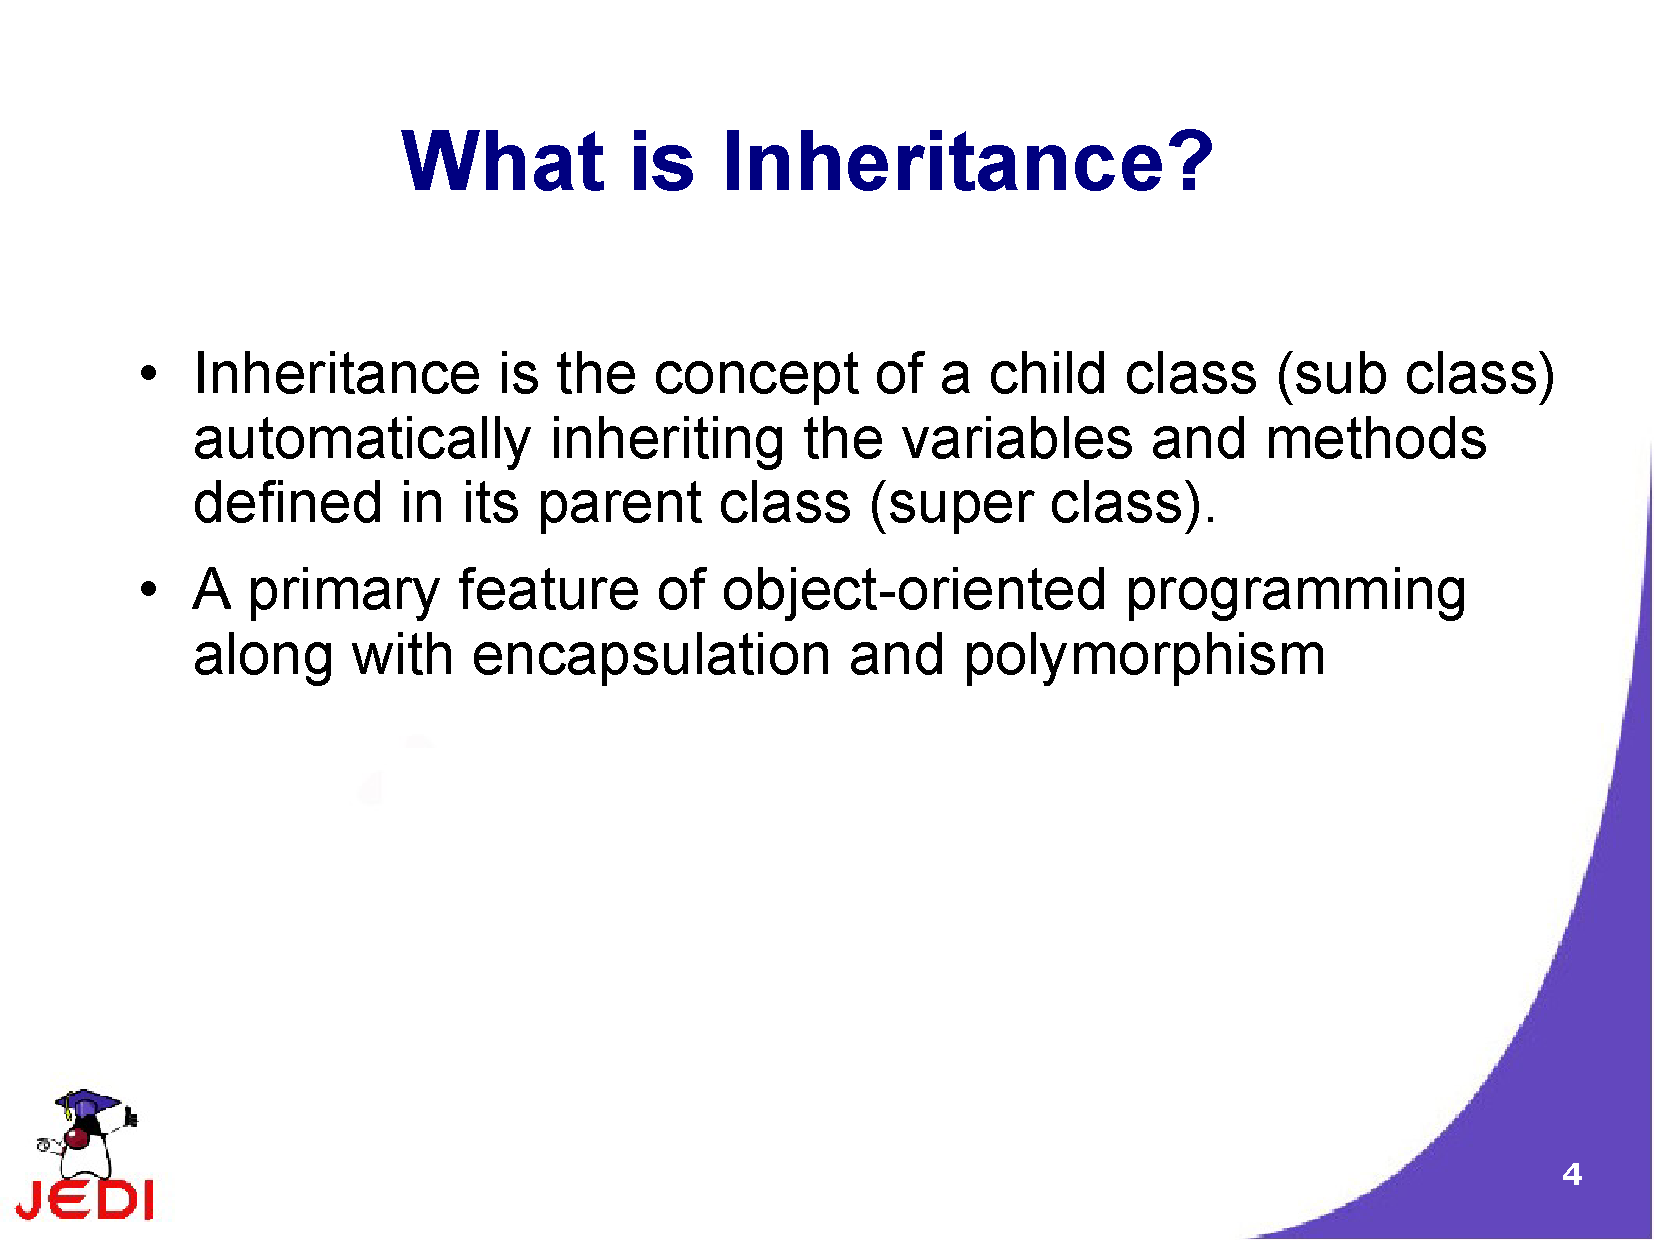 What is Inheritance?
• Inheritance is the concept of a child class (sub class)
automatically inheriting the variables and methods
defined in its parent class (super class).
• A primary feature of object-oriented programming
along with encapsulation and polymorphism
JEDI
4